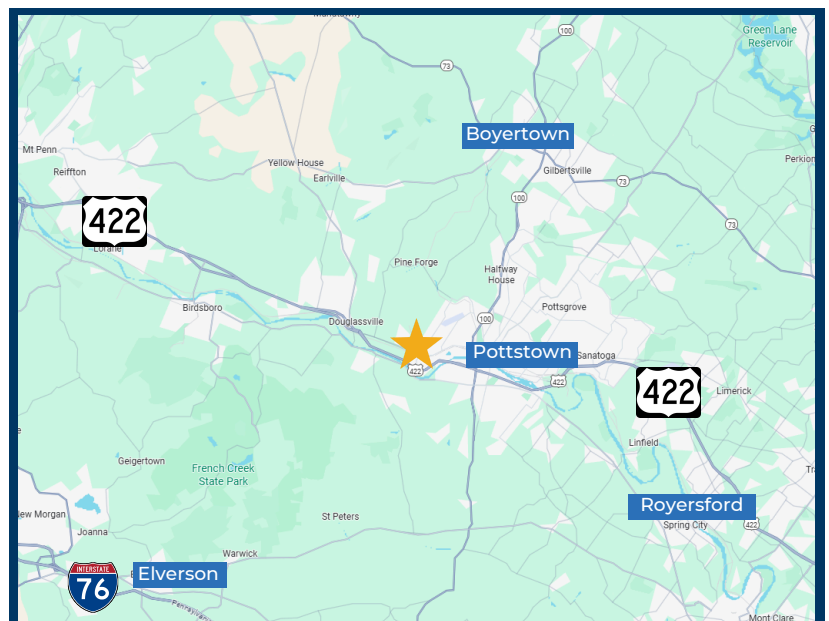 100
Green Lane
Reservoir
73
Boyertown
Mt Penn
Yellow House
Reiffton
Earlville
Gilbertsville
73
Perkion
100
422
73
Lorane
Pine Forge
Halfway
House
Birdsboro
Pottsgrove
Douglassville
100
Pottstown
Sanatoga
422
422
422
Limerick
Linfield
Geigertown
French Creek
State Park
Royersford
New Morgan
St Peters
Spring City
422
Joanna
Warwick
INTERSTATE
76
Elverson
Mont Clare